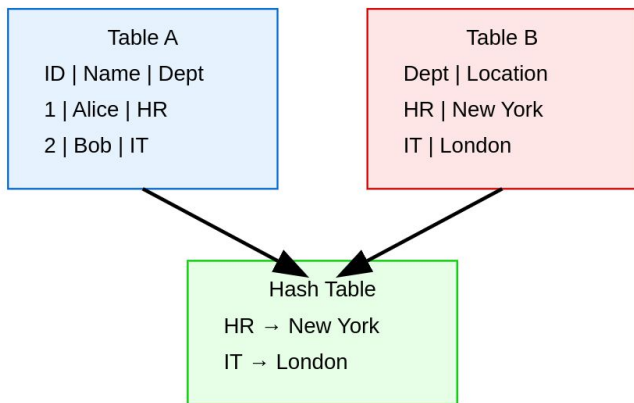 Table A
ID | Name | Dept
1 | Alice | HR
2 | Bob | IT
Table B
Dept | Location
HR | New York
IT | London
Hash Table
HR → New York
IT → London